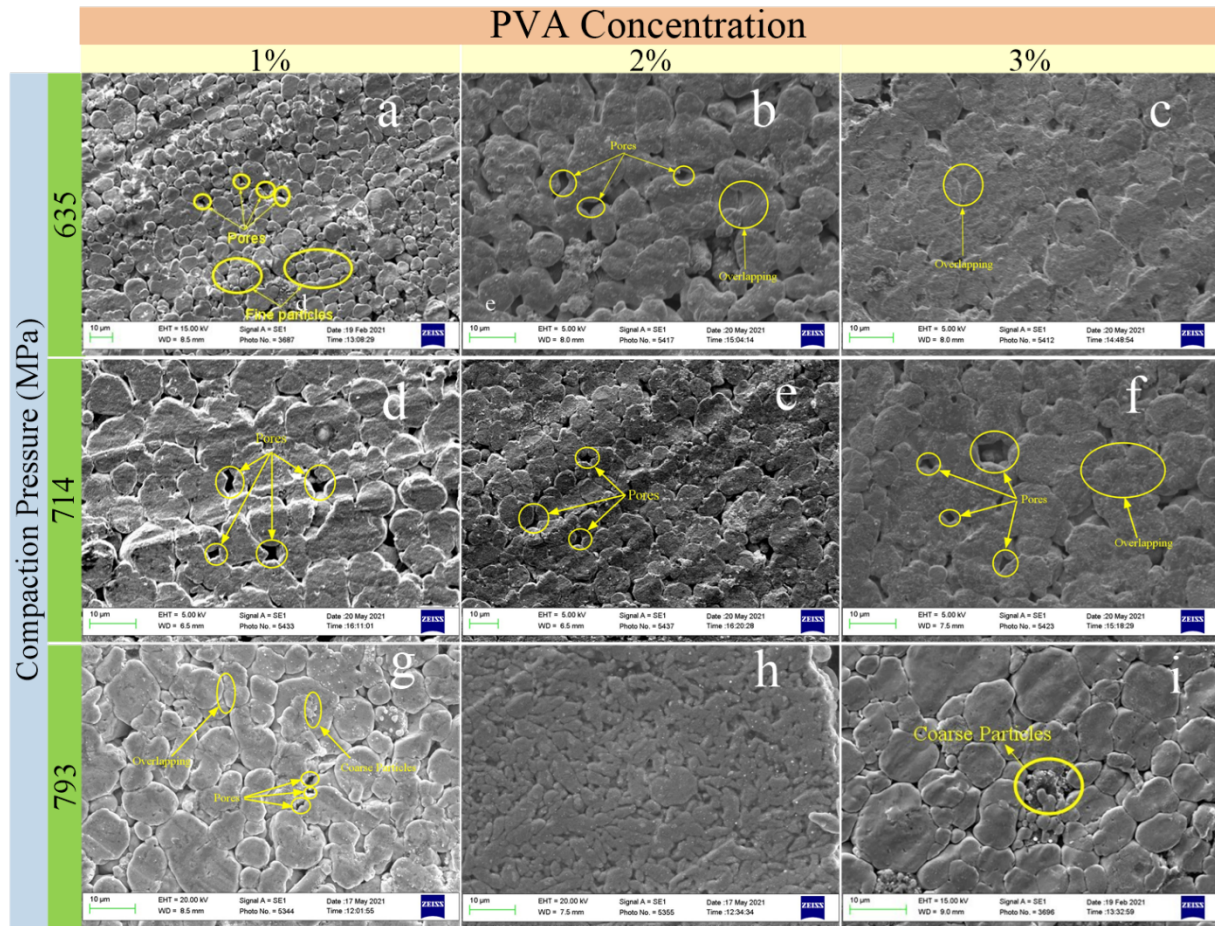 PVA Concentration
1%
2%
3%
Compaction Pressure (MPa)
635
a
Pores
d
Fine particles
10 µm
EHT = 15.00 kV
Signal A = SE1
Date :19 Feb 2021
WD = 8.5 mm
Photo No. = 3687
Time :13:08:29
ZEISS
b
Pores
Overlapping
e
10 µm
EHT = 5.00 kV
Signal A = SE1
Date :20 May 2021
WD = 8.0 mm
Photo No. = 5417
Time :15:04:14
ZEISS
c
Overlapping
10 µm
EHT = 5.00 kV
Signal A = SE1
Date :20 May 2021
WD = 8.0 mm
Photo No. = 5412
Time :14:48:54
ZEISS
714
d
Pores
10 µm
EHT = 5.00 kV
Signal A = SE1
Date :20 May 2021
WD = 6.5 mm
Photo No. = 5433
Time :16:11:01
ZEISS
e
Pores
10 µm
EHT = 5.00 kV
Signal A = SE1
Date :20 May 2021
WD = 6.5 mm
Photo No. = 5437
Time :16:20:28
ZEISS
f
Pores
Overlapping
10 µm
EHT = 5.00 kV
Signal A = SE1
Date :20 May 2021
WD = 7.5 mm
Photo No. = 5423
Time :15:18:29
ZEISS
793
g
Overlapping
Coarse Particles
Pores
10 µm
EHT = 20.00 kV
Signal A = SE1
Date :17 May 2021
WD = 8.5 mm
Photo No. = 5344
Time :12:01:55
ZEISS
h
10 µm
EHT = 20.00 kV
Signal A = SE1
Date :17 May 2021
WD = 7.5 mm
Photo No. = 5355
Time :12:34:34
ZEISS
i
Coarse Particles
10 µm
EHT = 15.00 kV
Signal A = SE1
Date :19 Feb 2021
WD = 9.0 mm
Photo No. = 3696
Time :13:32:59
ZEISS